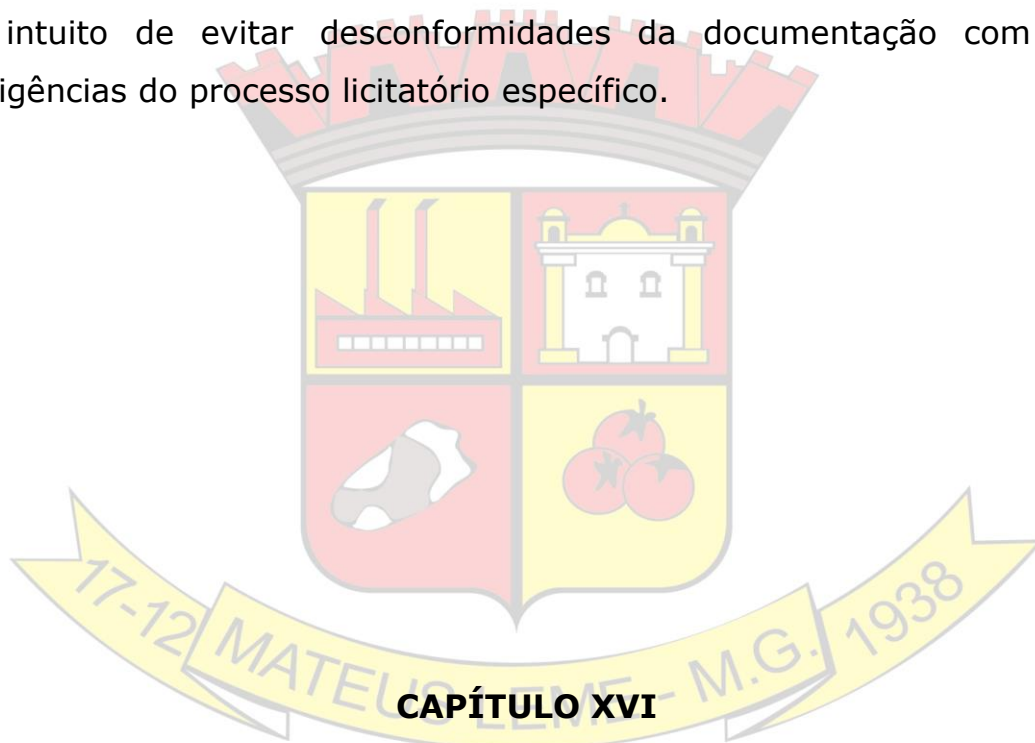 intuito de evitar desconformidades da documentação com
igências do processo licitatório específico.
17-12 MATEUS LEME - M.G. 1938
CAPÍTULO XVI